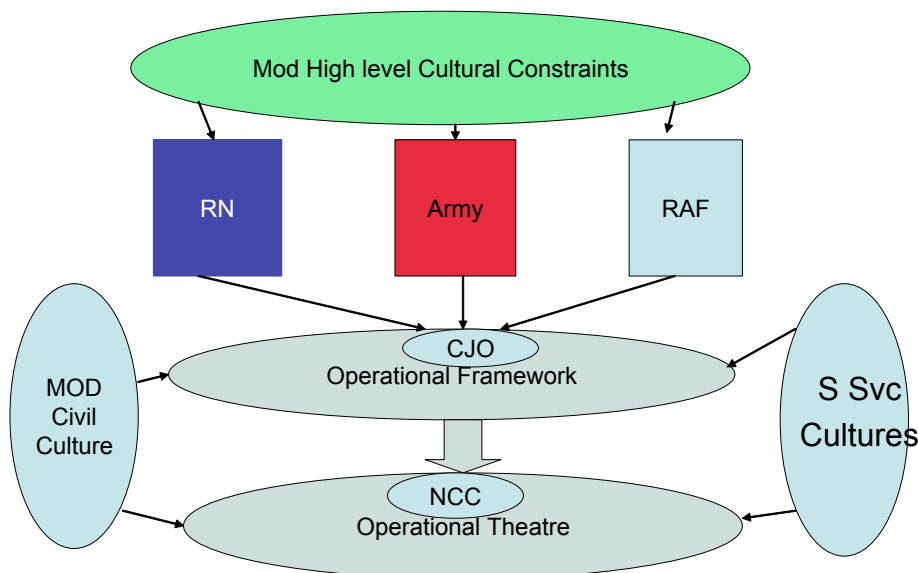 Mod High level Cultural Constraints
RN
Army
RAF
CJO
Operational Framework
MOD
Civil
Culture
S Svc
Cultures
NCC
Operational Theatre